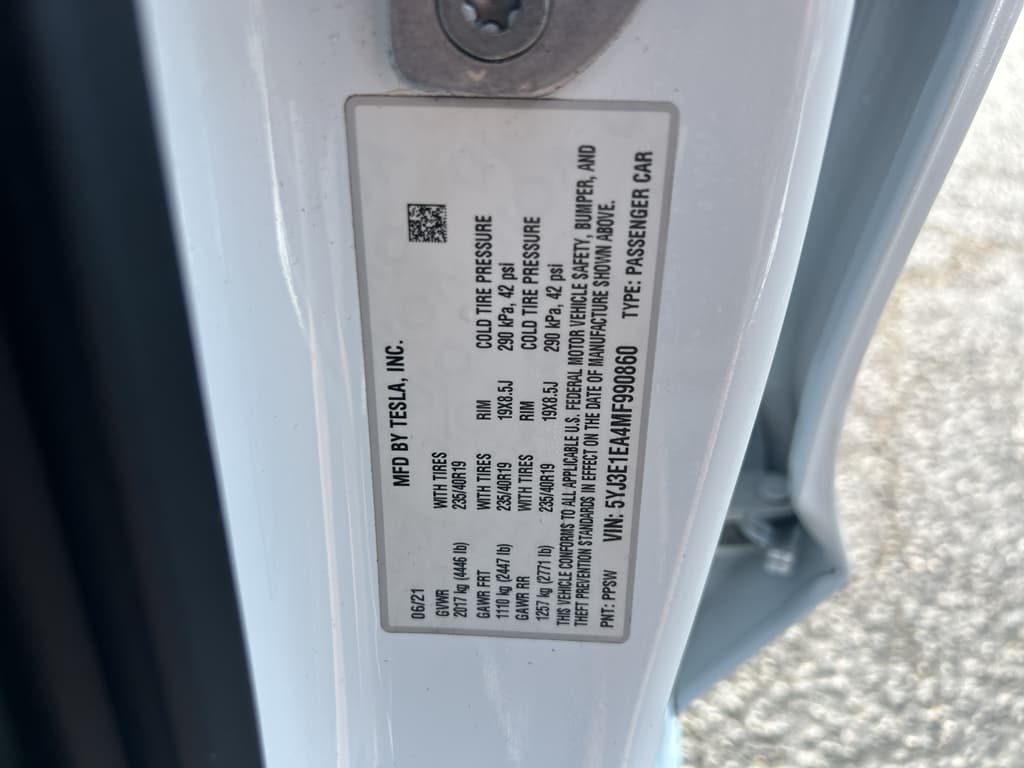 MFD BY TESLA, INC.
06/21
GVWR WITH TIRES
2017 kg (4446 lb) 235/40R19
GAWR FRT WITH TIRES RIM COLD TIRE PRESSURE
1110 kg (2447 lb) 235/40R19 19X8.5J 290 kPa, 42 psi
GAWR RR WITH TIRES RIM COLD TIRE PRESSURE
1257 kg (2771 lb) 235/40R19 19X8.5J 290 kPa, 42 psi
THIS VEHICLE CONFORMS TO ALL APPLICABLE U.S. FEDERAL MOTOR VEHICLE SAFETY, BUMPER, AND
THEFT PREVENTION STANDARDS IN EFFECT ON THE DATE OF MANUFACTURE SHOWN ABOVE.
PNT: PPSW VIN: 5YJ3E1EA4MF990860 TYPE: PASSENGER CAR